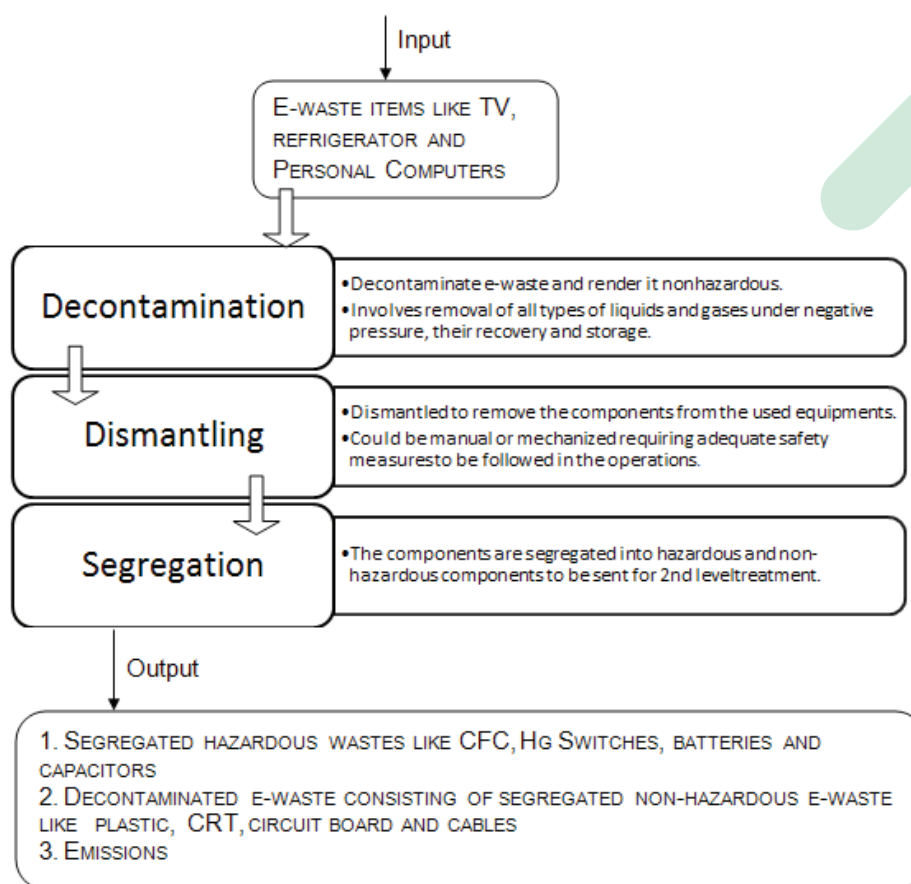 Input
E-WASTE ITEMS LIKE TV,
REFRIGERATOR AND
PERSONAL COMPUTERS
Decontamination
•Decontaminate e-waste and render it nonhazardous.
•Involves removal of all types of liquids and gases under negative
pressure, their recovery and storage.
Dismantling
•Dismantled to remove the components from the used equipments.
•Could be manual or mechanized requiring adequate safety
measures to be followed in the operations.
Segregation
•The components are segregated into hazardous and non-
hazardous components to be sent for 2nd leveltreatment.
Output
1. SEGREGATED HAZARDOUS WASTES LIKE CFC, HG SWITCHES, BATTERIES AND
CAPACITORS
2. DECONTAMINATED E-WASTE CONSISTING OF SEGREGATED NON-HAZARDOUS E-WASTE
LIKE PLASTIC, CRT, CIRCUIT BOARD AND CABLES
3. EMISSIONS